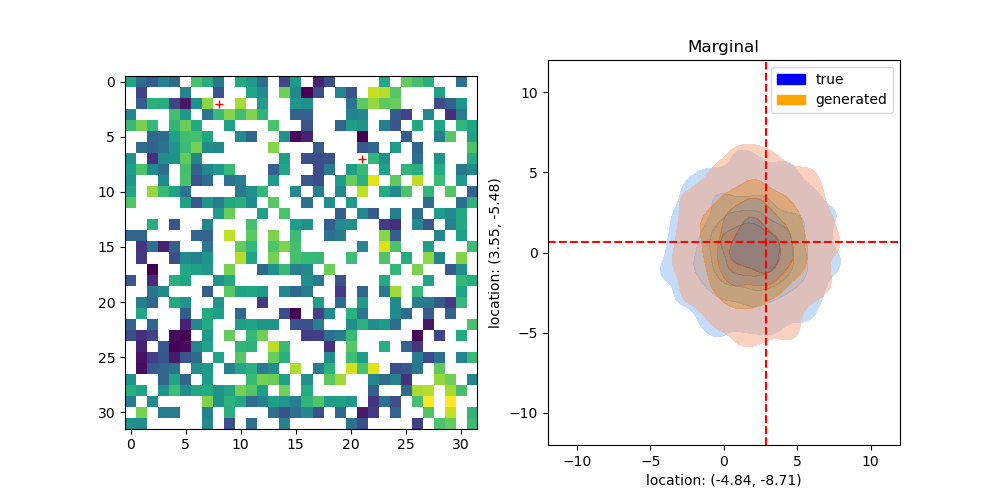 0
5
10
15
20
25
30
0 5 10 15 20 25 30
Marginal
true
generated
10
5
0
−5
−10
−10 −5 0 5 10
location: (3.55, -5.48)
location: (-4.84, -8.71)